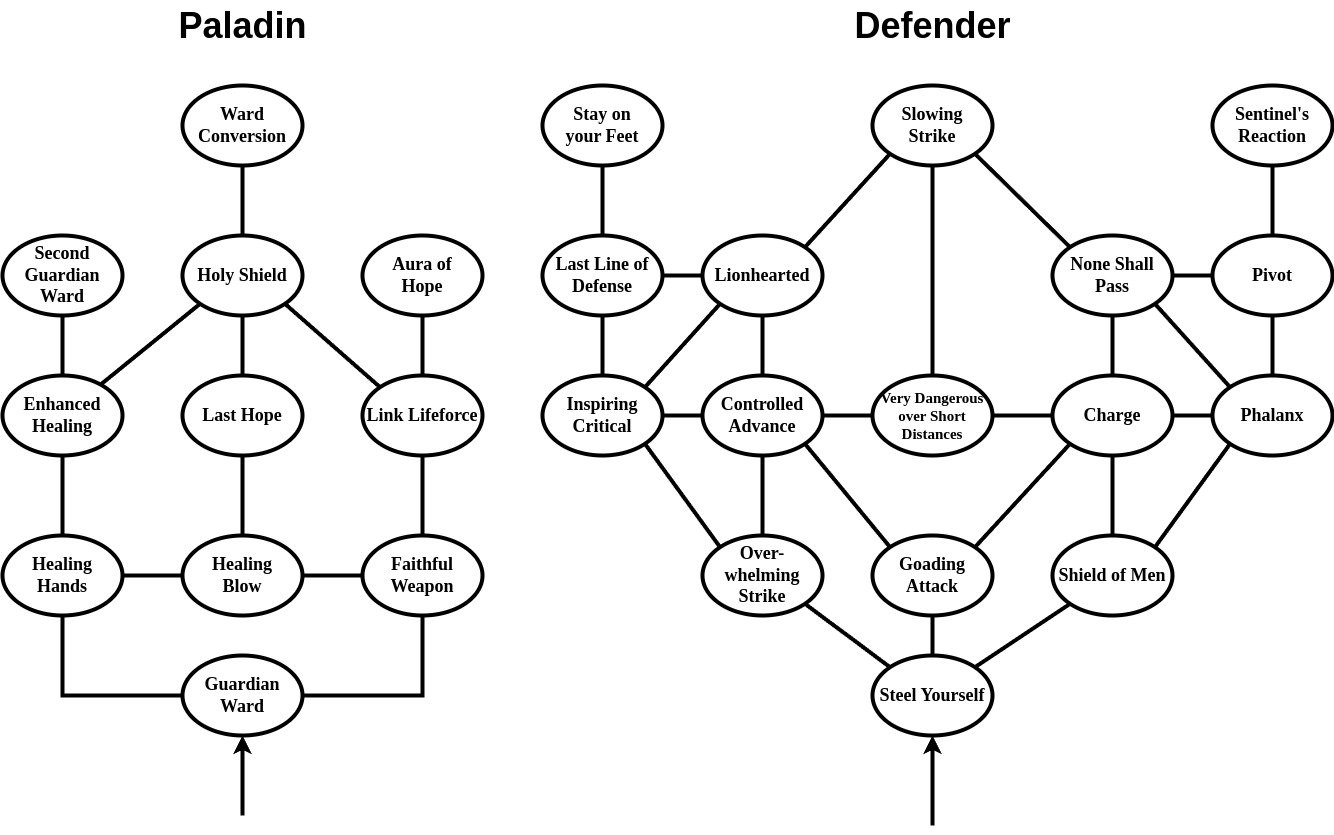 Paladin
Defender
Ward
Conversion
Stay on
your Feet
Slowing
Strike
Sentinel's
Reaction
Second
Guardian
Ward
Holy Shield
Aura of
Hope
Last Line of
Defense
Lionhearted
None Shall
Pass
Pivot
Enhanced
Healing
Last Hope
Link Lifeforce
Inspiring
Critical
Controlled
Advance
Very Dangerous
over Short
Distances
Charge
Phalanx
Healing
Hands
Healing
Blow
Faithful
Weapon
Over-
whelming
Strike
Goading
Attack
Shield of Men
Guardian
Ward
Steel Yourself